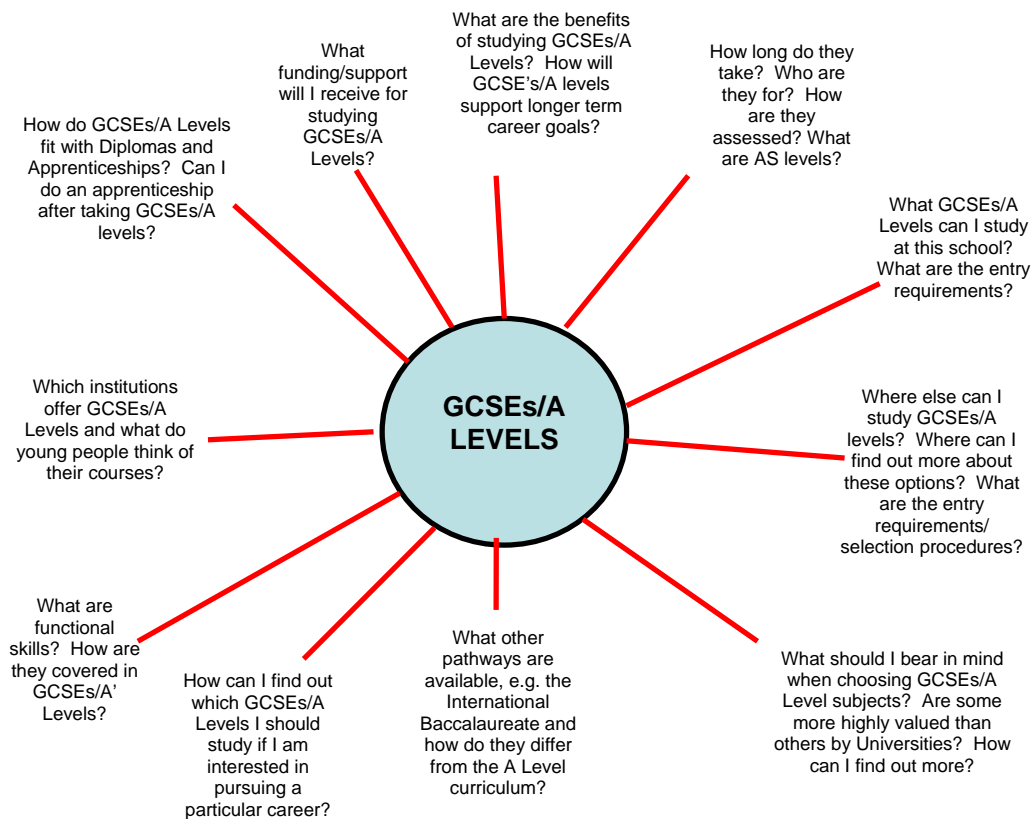 What are the benefits
of studying GCSEs/A
Levels?  How will
GCSE's/A levels
support longer term
career goals?
What
funding/support
will I receive for
studying
GCSEs/A
Levels?
How long do they
take?  Who are
they for?  How
are they
assessed? What
are AS levels?
How do GCSEs/A Levels
fit with Diplomas and
Apprenticeships?  Can I
do an apprenticeship
after taking GCSEs/A
levels?
What GCSEs/A
Levels can I study
at this school?
What are the entry
requirements?
GCSEs/A
LEVELS
Which institutions
offer GCSEs/A
Levels and what do
young people think of
their courses?
Where else can I
study GCSEs/A
levels?  Where can I
find out more about
these options?  What
are the entry
requirements/
selection procedures?
What are
functional
skills?  How are
they covered in
GCSEs/A'
Levels?
How can I find out
which GCSEs/A
Levels I should
study if I am
interested in
pursuing a
particular career?
What other
pathways are
available, e.g. the
International
Baccalaureate and
how do they differ
from the A Level
curriculum?
What should I bear in mind
when choosing GCSEs/A
Level subjects?  Are some
more highly valued than
others by Universities?  How
can I find out more?